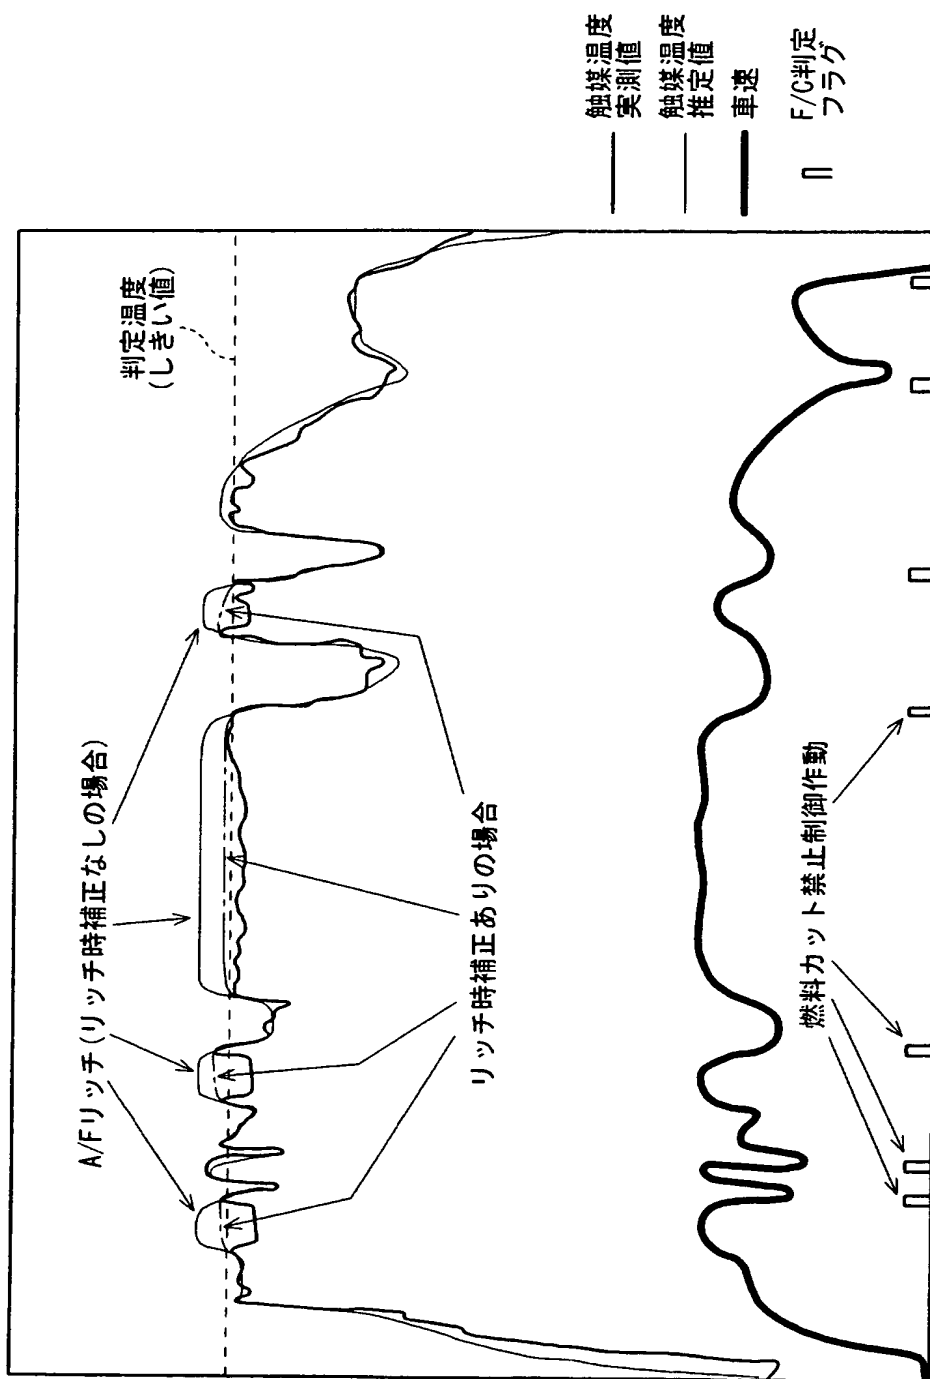 A/Fリッチ(リッチ時補正なしの場合)
判定温度
(しきい値)
リッチ時補正ありの場合
燃料カット禁止制御作動
触媒温度
実測値
触媒温度
推定値
車速
F/C判定
フラグ